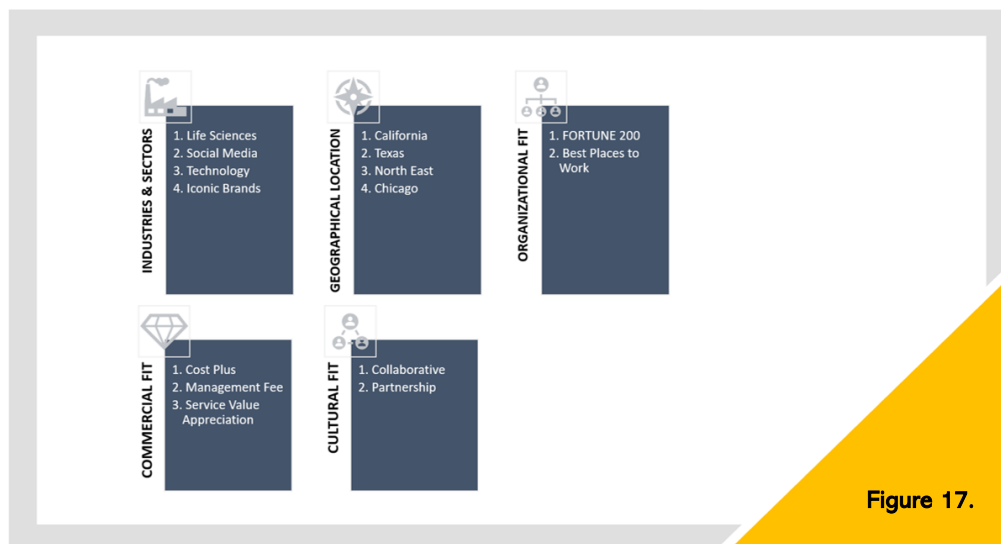 INDUSTRIES & SECTORS
1. Life Sciences
2. Social Media
3. Technology
4. Iconic Brands
GEOGRAPHICAL LOCATION
1. California
2. Texas
3. North East
4. Chicago
ORGANIZATIONAL FIT
1. FORTUNE 200
2. Best Places to
Work
COMMERCIAL FIT
1. Cost Plus
2. Management Fee
3. Service Value
Appreciation
CULTURAL FIT
1. Collaborative
2. Partnership
Figure 17.